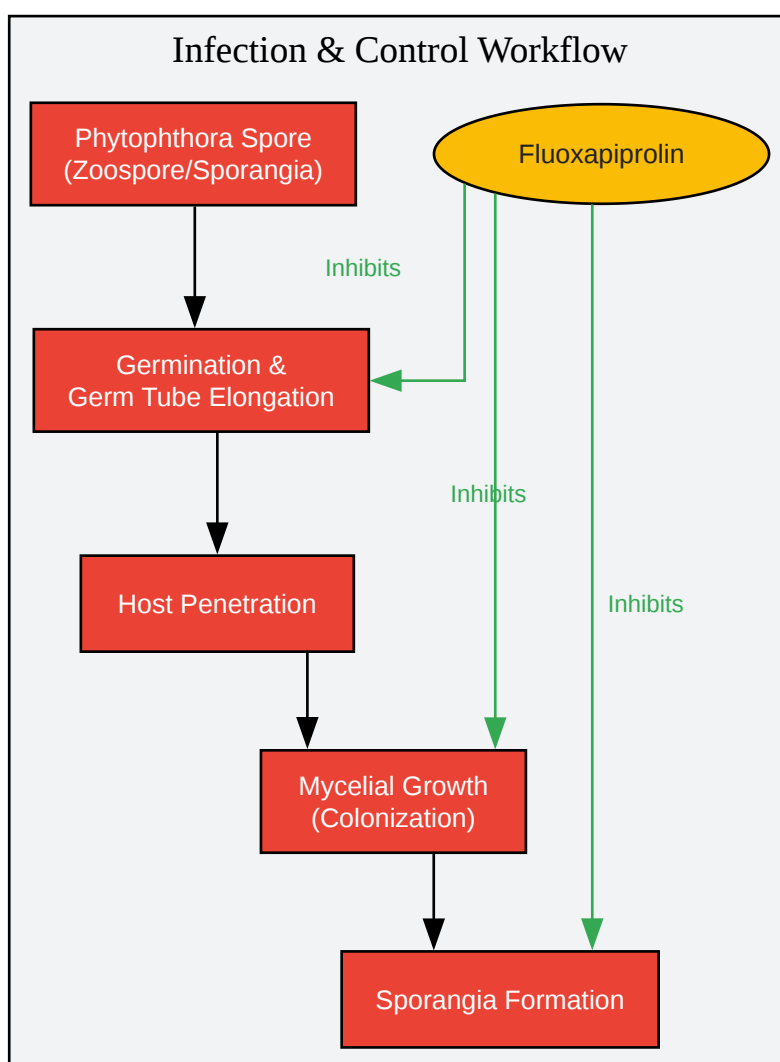 Infection & Control Workflow
Phytophthora Spore
(Zoospore/Sporangia)
Fluoxapiprolin
Inhibits
Germination &
Germ Tube Elongation
Inhibits
Host Penetration
Inhibits
Mycelial Growth
(Colonization)
Sporangia Formation